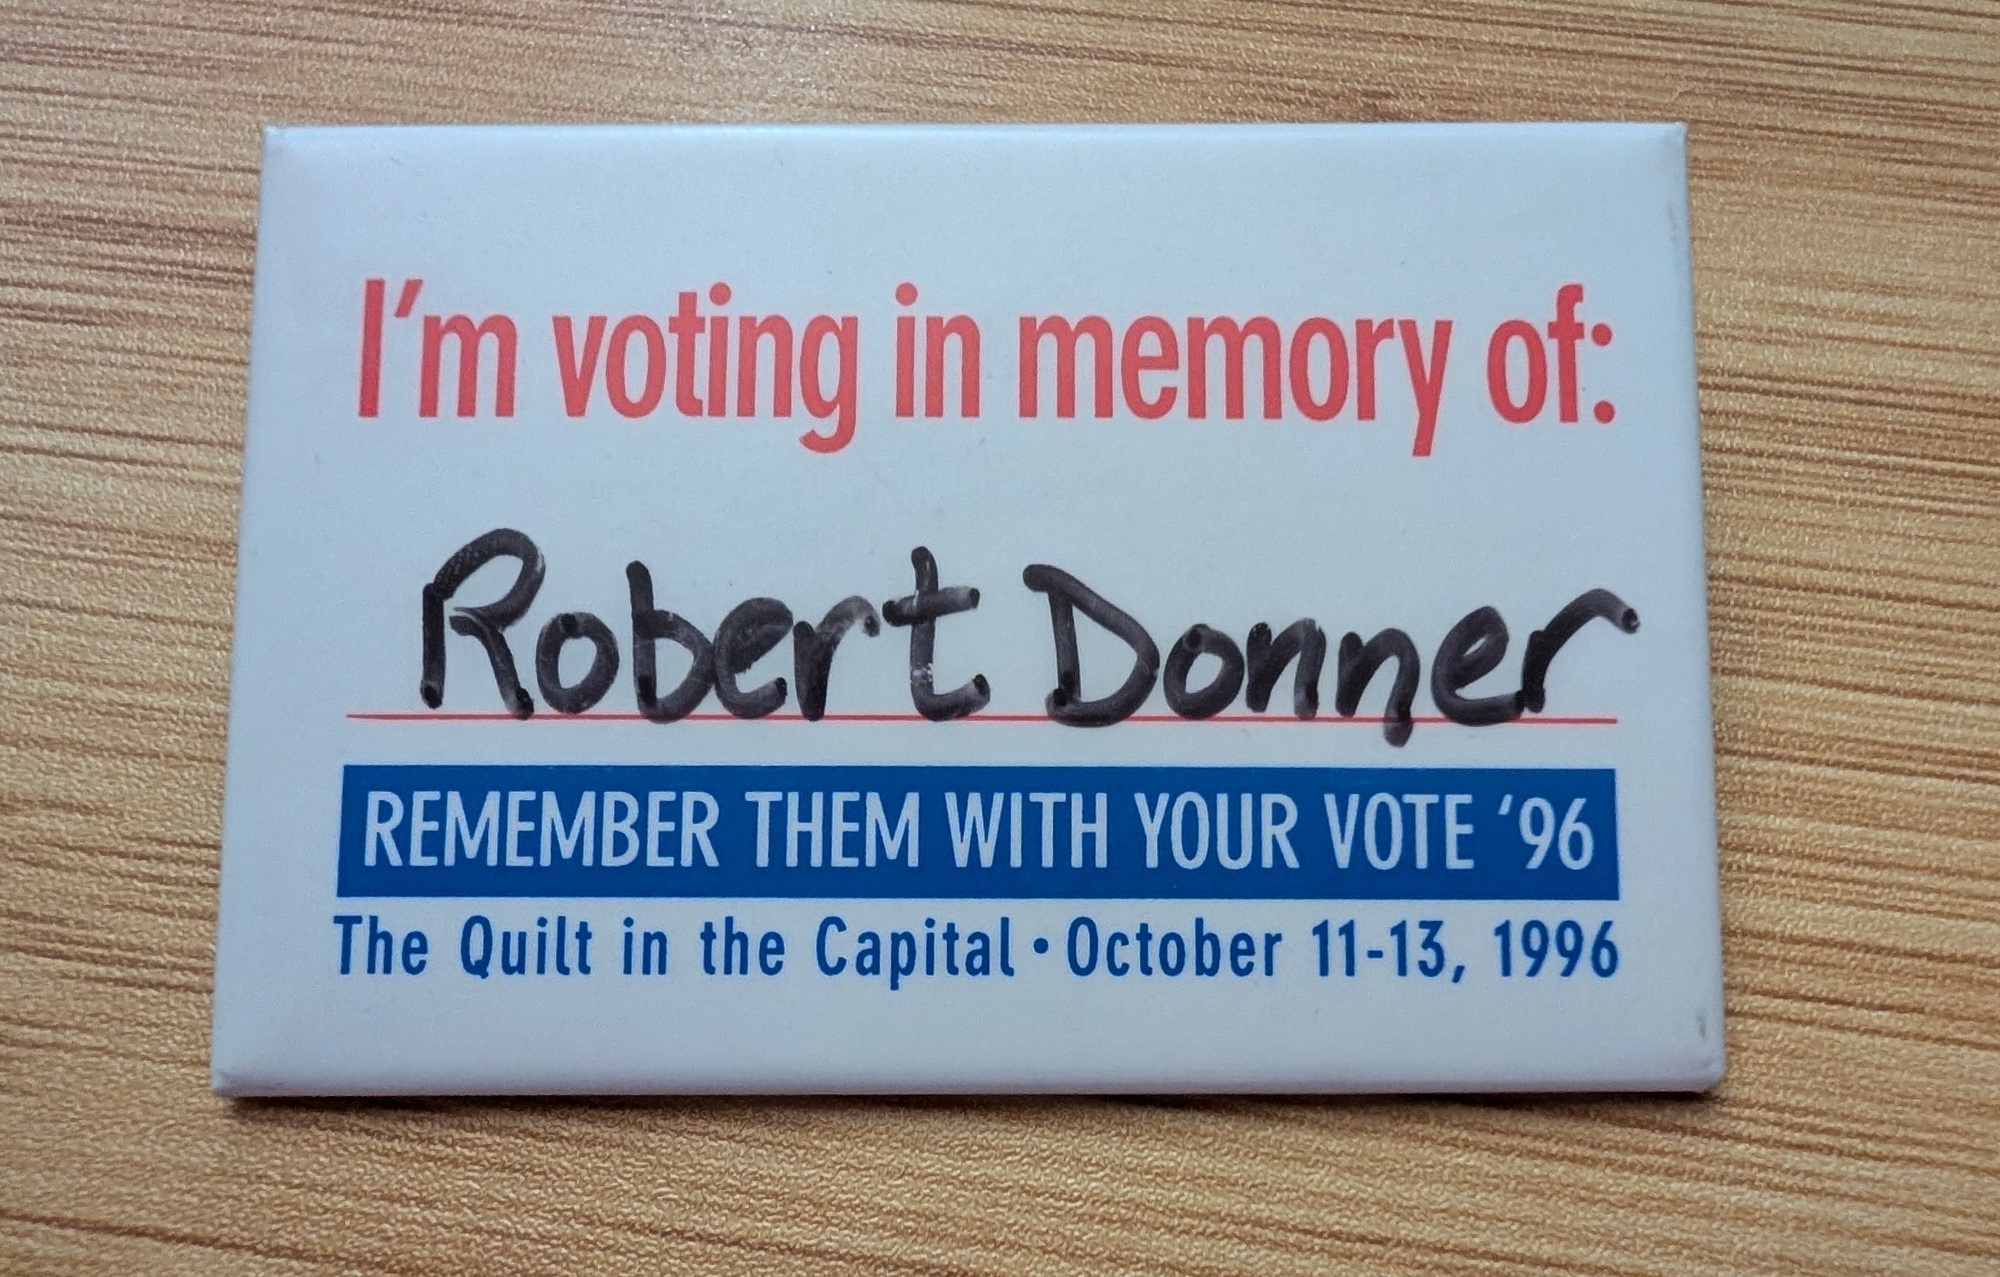 I'm voting in memory of:
Robert Donner
REMEMBER THEM WITH YOUR VOTE '96
The Quilt in the Capital • October 11-13, 1996